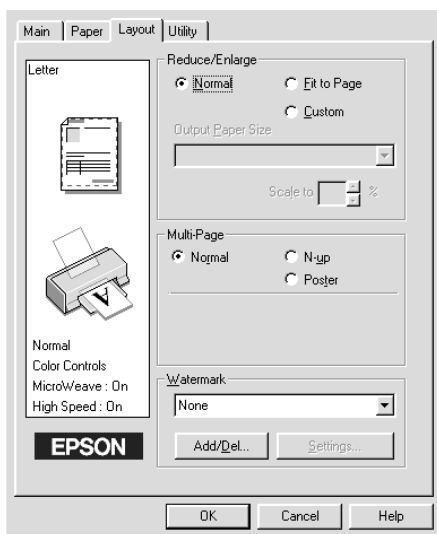 Main Paper Layout Utility
Letter
Normal
Color Controls
MicroWeave : On
High Speed : On
EPSON
Reduce/Enlarge
Normal Fit to Page
Custom
Output Paper Size
Scale to %
Multi-Page
Normal N-up
Poster
Watermark
None
Add/Del... Settings...
OK Cancel Help
A